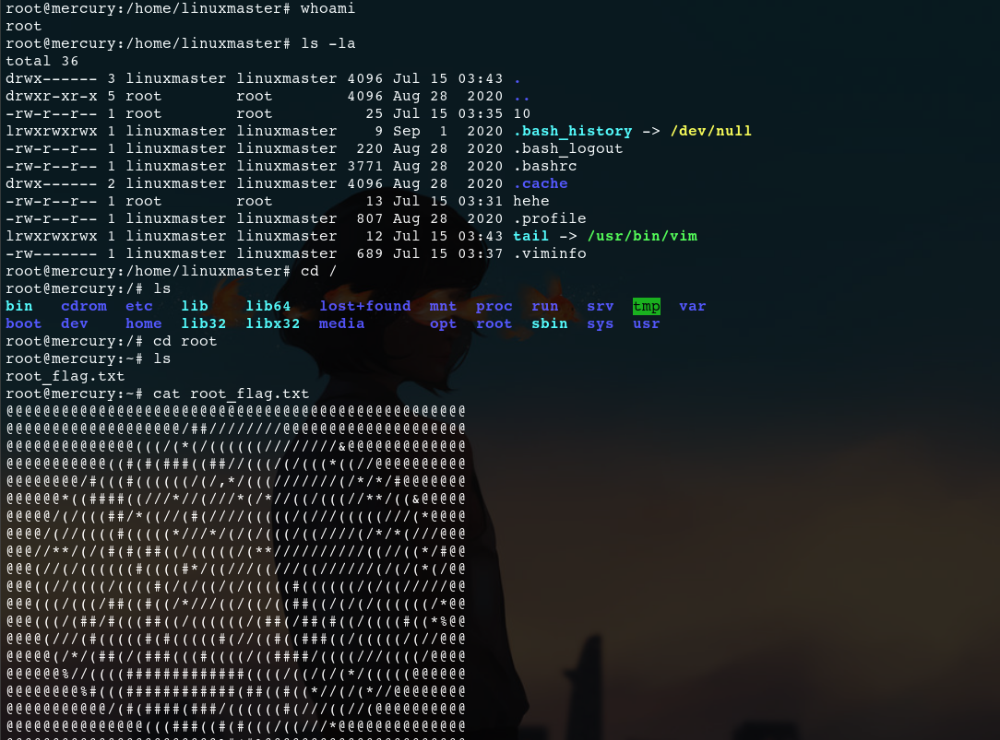 root@mercury:/home/linuxmaster# whoami
root
root@mercury:/home/linuxmaster# ls -la
total 36
drwx------ 3 linuxmaster linuxmaster 4096 Jul 15 03:43 .
drwxr-xr-x 5 root        root        4096 Aug 28  2020 ..
-rw-r--r-- 1 root        root          25 Jul 15 03:35 10
lrwxrwxrwx 1 linuxmaster linuxmaster    9 Sep  1  2020 .bash_history -> /dev/null
-rw-r--r-- 1 linuxmaster linuxmaster  220 Aug 28  2020 .bash_logout
-rw-r--r-- 1 linuxmaster linuxmaster 3771 Aug 28  2020 .bashrc
drwx------ 2 linuxmaster linuxmaster 4096 Aug 28  2020 .cache
-rw-r--r-- 1 root        root          13 Jul 15 03:31 hehe
-rw-r--r-- 1 linuxmaster linuxmaster  807 Aug 28  2020 .profile
lrwxrwxrwx 1 linuxmaster linuxmaster   12 Jul 15 03:43 tail -> /usr/bin/vim
-rw------- 1 linuxmaster linuxmaster  689 Jul 15 03:37 .viminfo
root@mercury:/home/linuxmaster# cd /
root@mercury:/# ls
bin   cdrom  etc   lib    lib64   lost+found  mnt  proc  run   srv  tmp  var
boot  dev    home  lib32  libx32  media       opt  root  sbin  sys  usr
root@mercury:/# cd root
root@mercury:~# ls
root_flag.txt
root@mercury:~# cat root_flag.txt